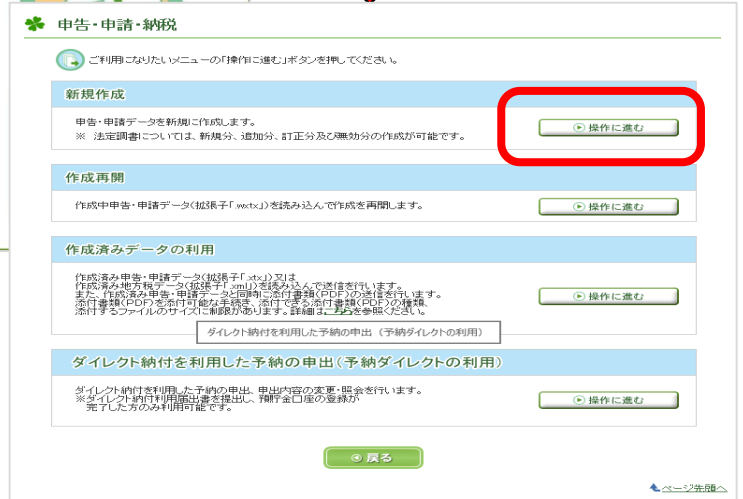 申告・申請・納税
ご利用になりたいメニューの「操作に進む」ボタンを押してください。
新規作成
申告・申請データを新規に作成します。
※ 法定調書については、新規分、追加分、訂正分及び無効分の作成が可能です。
操作に進む
作成再開
作成中申告・申請データ(拡張子「.wxtx」)を読み込んで作成を再開します。
操作に進む
作成済みデータの利用
作成済み申告・申請データ(拡張子「.xtx」)又は
作成済み地方税データ(拡張子「.xml」)を読み込んで送信を行います。
また、作成済み申告・申請データと同時に添付書類(PDF)の送信を行います。
添付書類(PDF)を添付可能な手続き、添付できる添付書類(PDF)の種類、
添付するファイルのサイズに制限があります。詳細はこちらを参照ください。
操作に進む
ダイレクト納付を利用した予納の申出 (予納ダイレクトの利用)
ダイレクト納付を利用した予納の申出(予納ダイレクトの利用)
ダイレクト納付を利用した予納の申出、申出内容の変更・照会を行います。
※ダイレクト納付利用届出書を提出し、預貯金口座の登録が
完了した方のみ利用可能です。
操作に進む
戻る
ページ先頭へ